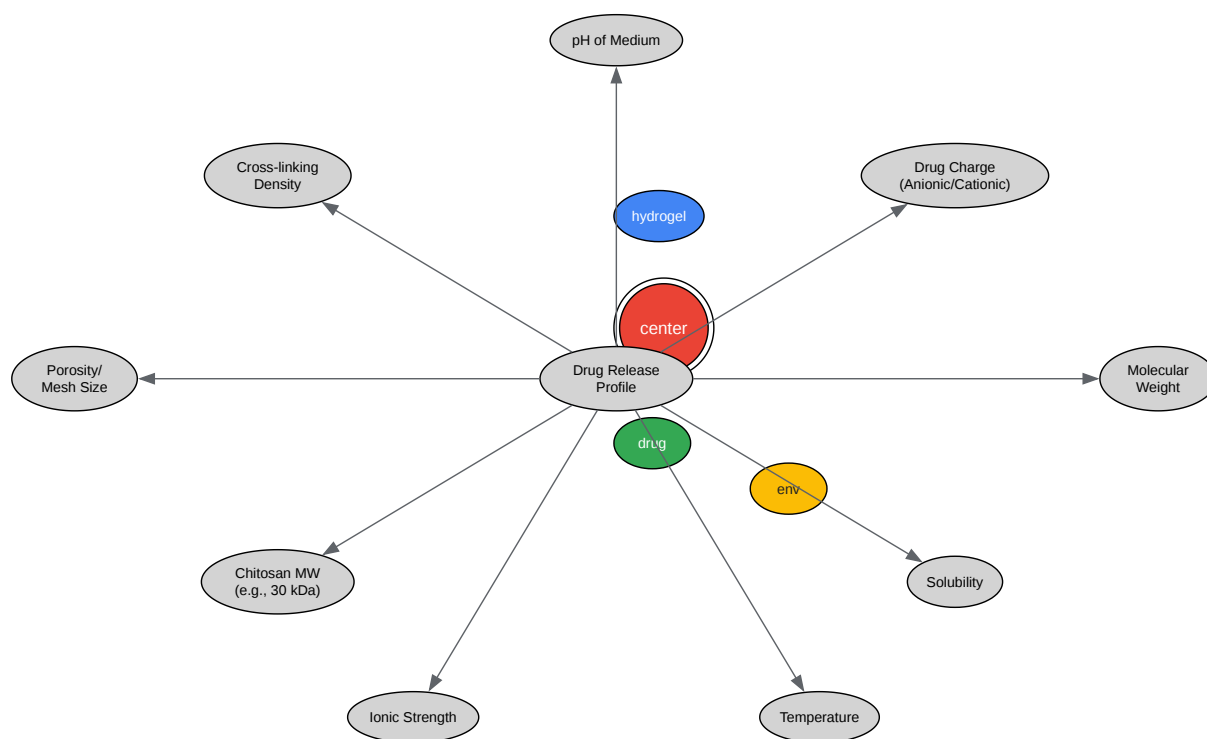 pH of Medium
Cross-linking
Density
Drug Charge
(Anionic/Cationic)
hydrogel
center
Porosity/
Mesh Size
Drug Release
Profile
Molecular
Weight
drug
env
Chitosan MW
(e.g., 30 kDa)
Solubility
Ionic Strength
Temperature